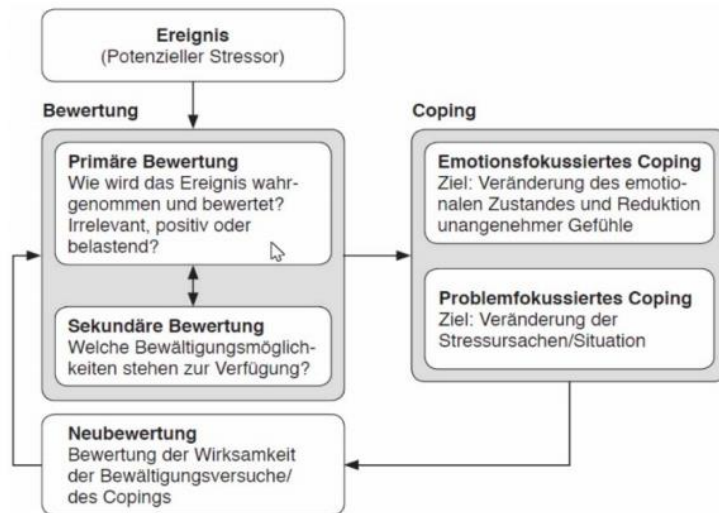 Ereignis
(Potenzieller Stressor)
Bewertung
Primäre Bewertung
Wie wird das Ereignis wahr-
genommen und bewertet?
Irrelevant, positiv oder
belastend?
Sekundäre Bewertung
Welche Bewältigungsmöglich-
keiten stehen zur Verfügung?
Coping
Emotionsfokussiertes Coping
Ziel: Veränderung des emotio-
nalen Zustandes und Reduktion
unangenehmer Gefühle
Problemfokussiertes Coping
Ziel: Veränderung der
Stressursachen/Situation
Neubewertung
Bewertung der Wirksamkeit
der Bewältigungsversuche/
des Copings